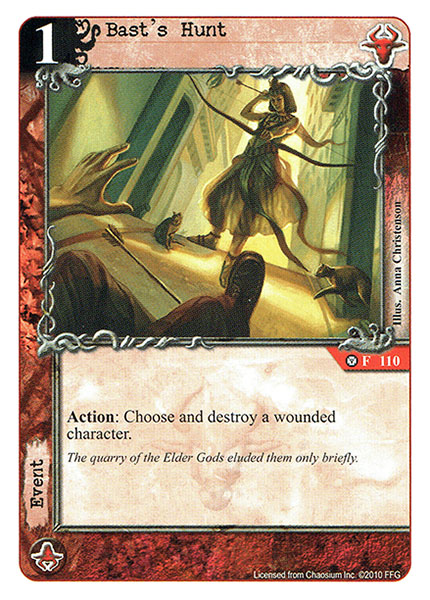 1
Bast's Hunt
Illus. Anna Christenson
F 110
Action: Choose and destroy a wounded
character.
The quarry of the Elder Gods eluded them only briefly.
Event
Licensed from Chaosium Inc. ©2010 FFG